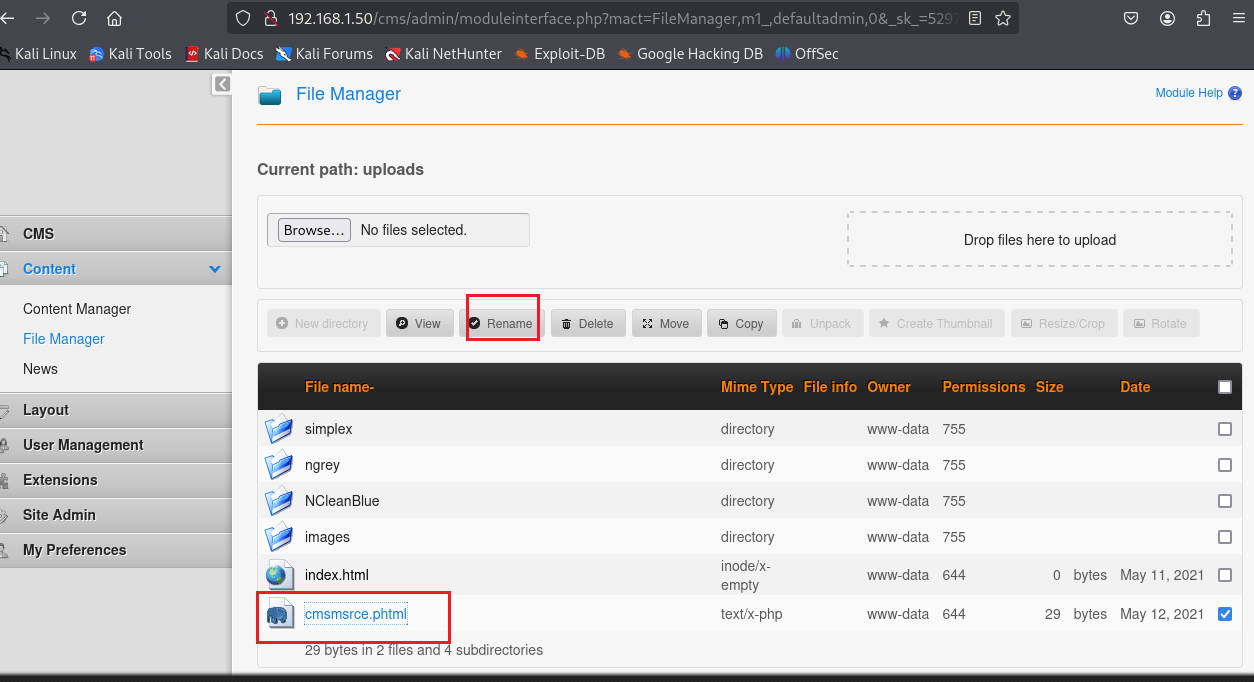 192.168.1.50/cms/admin/moduleinterface.php?mact=FileManager,m1_,defaultadmin,0&_sk_=5297
Kali Linux Kali Tools Kali Docs Kali Forums Kali NetHunter Exploit-DB Google Hacking DB OffSec
File Manager
Module Help ?
Current path: uploads
Browse... No files selected.
Drop files here to upload
CMS
Content
Content Manager
File Manager
News
Layout
User Management
Extensions
Site Admin
My Preferences
New directory View Rename Delete Move Copy Unpack Create Thumbnail Resize/Crop Rotate
File name- Mime Type File info Owner Permissions Size Date
simplex directory www-data 755
ngrey directory www-data 755
NCleanBlue directory www-data 755
images directory www-data 755
index.html inode/x-empty www-data 644 0 bytes May 11, 2021
cmsmsrce.phtml text/x-php www-data 644 29 bytes May 12, 2021
29 bytes in 2 files and 4 subdirectories